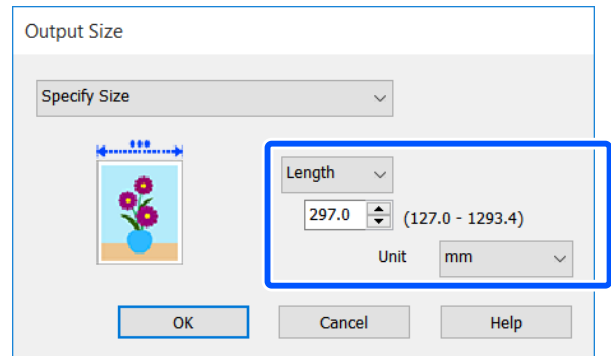 Output Size
Specify Size
Length
297.0 (127.0 - 1293.4)
Unit mm
OK Cancel Help